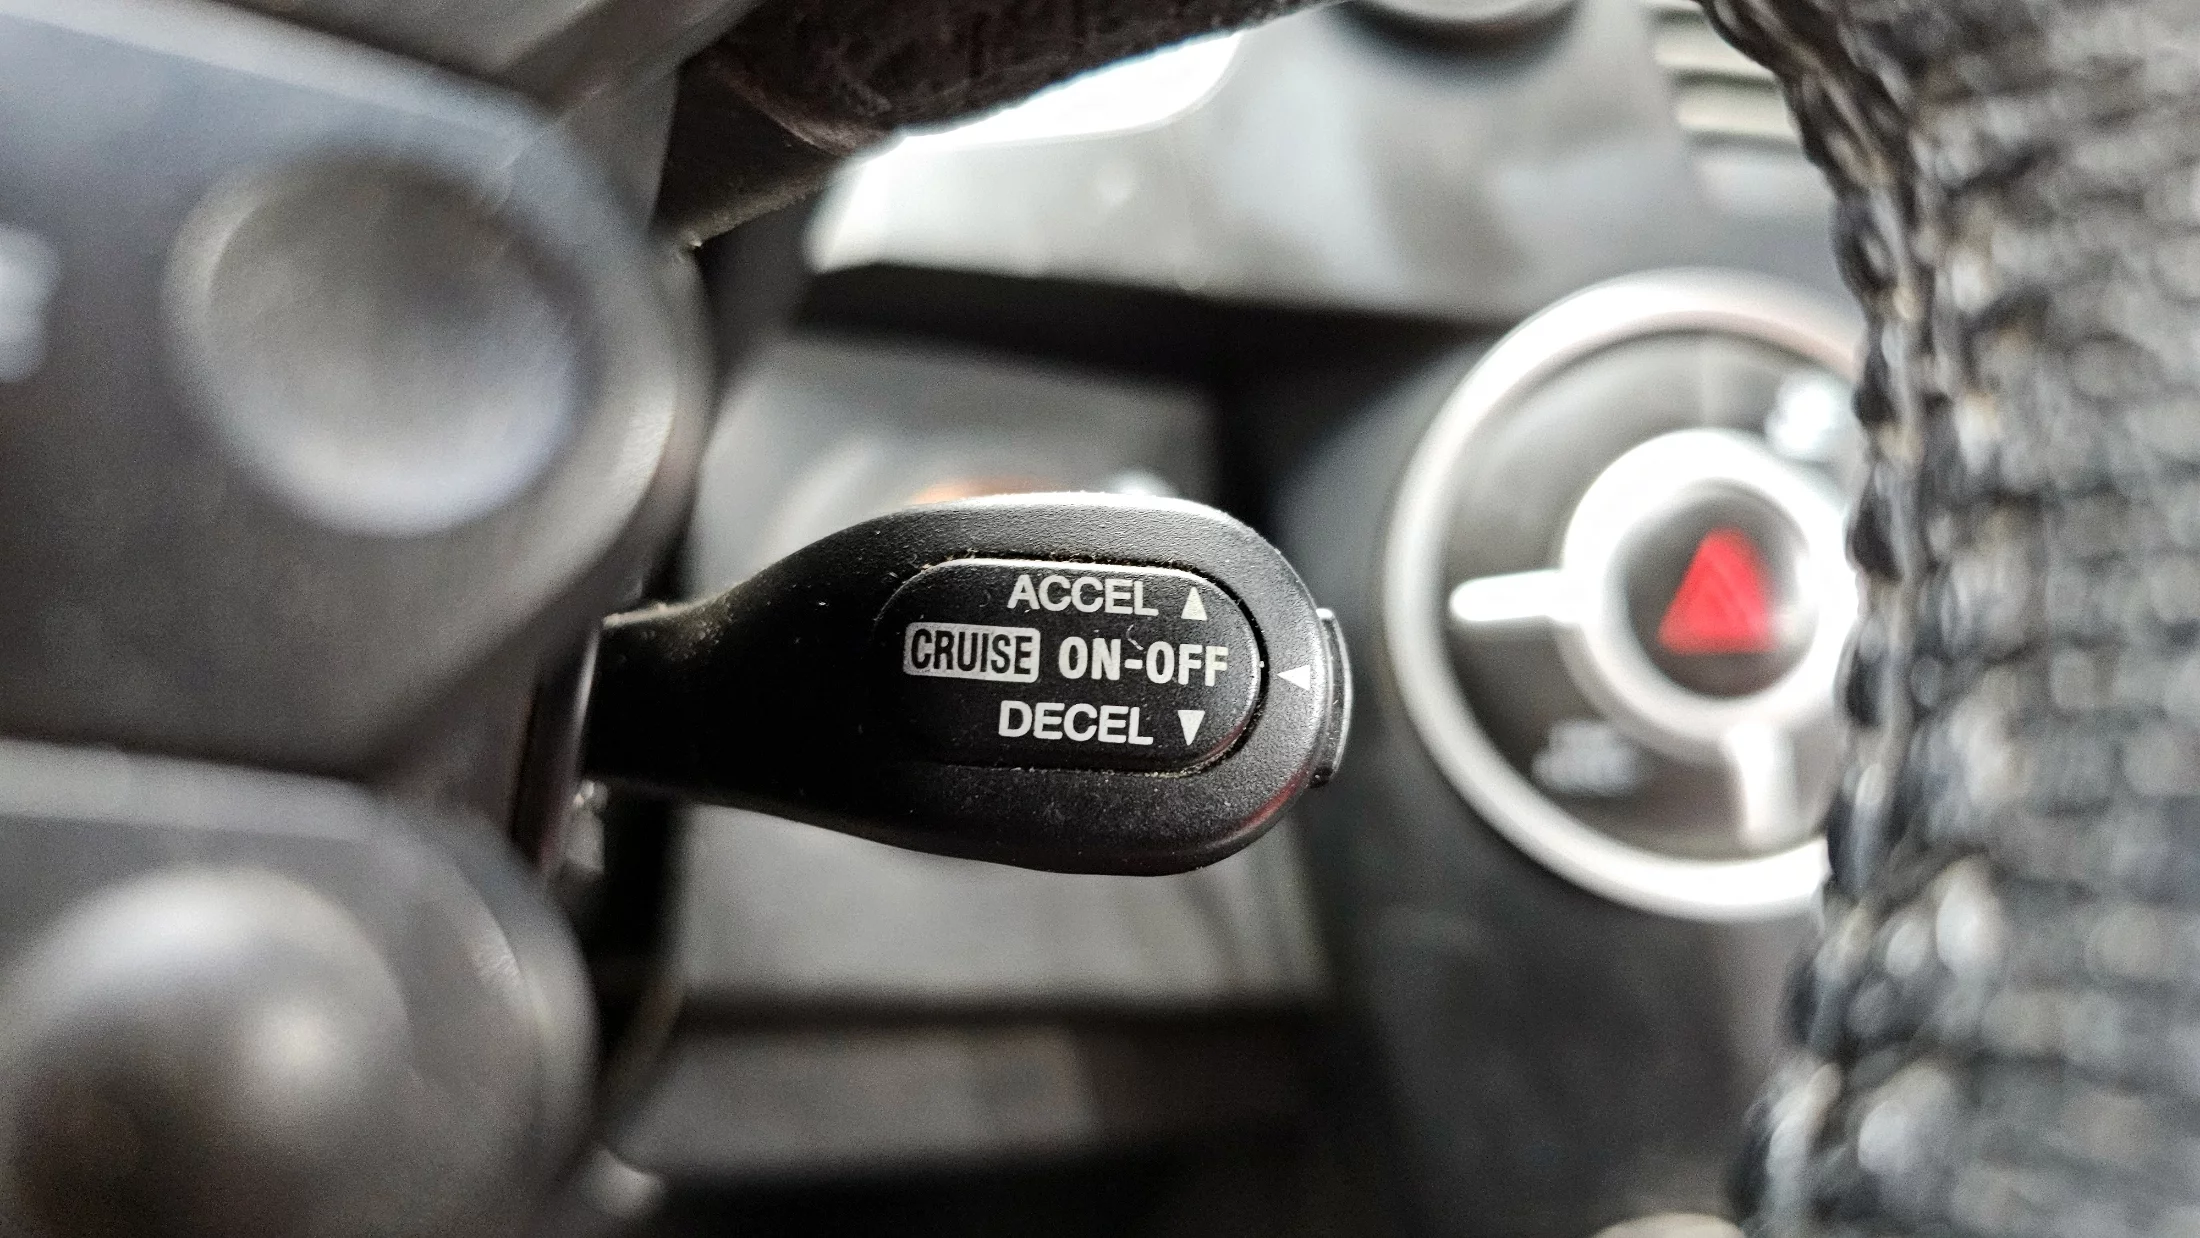 ACCEL ▲
CRUISE ON-OFF ◀
DECEL ▼